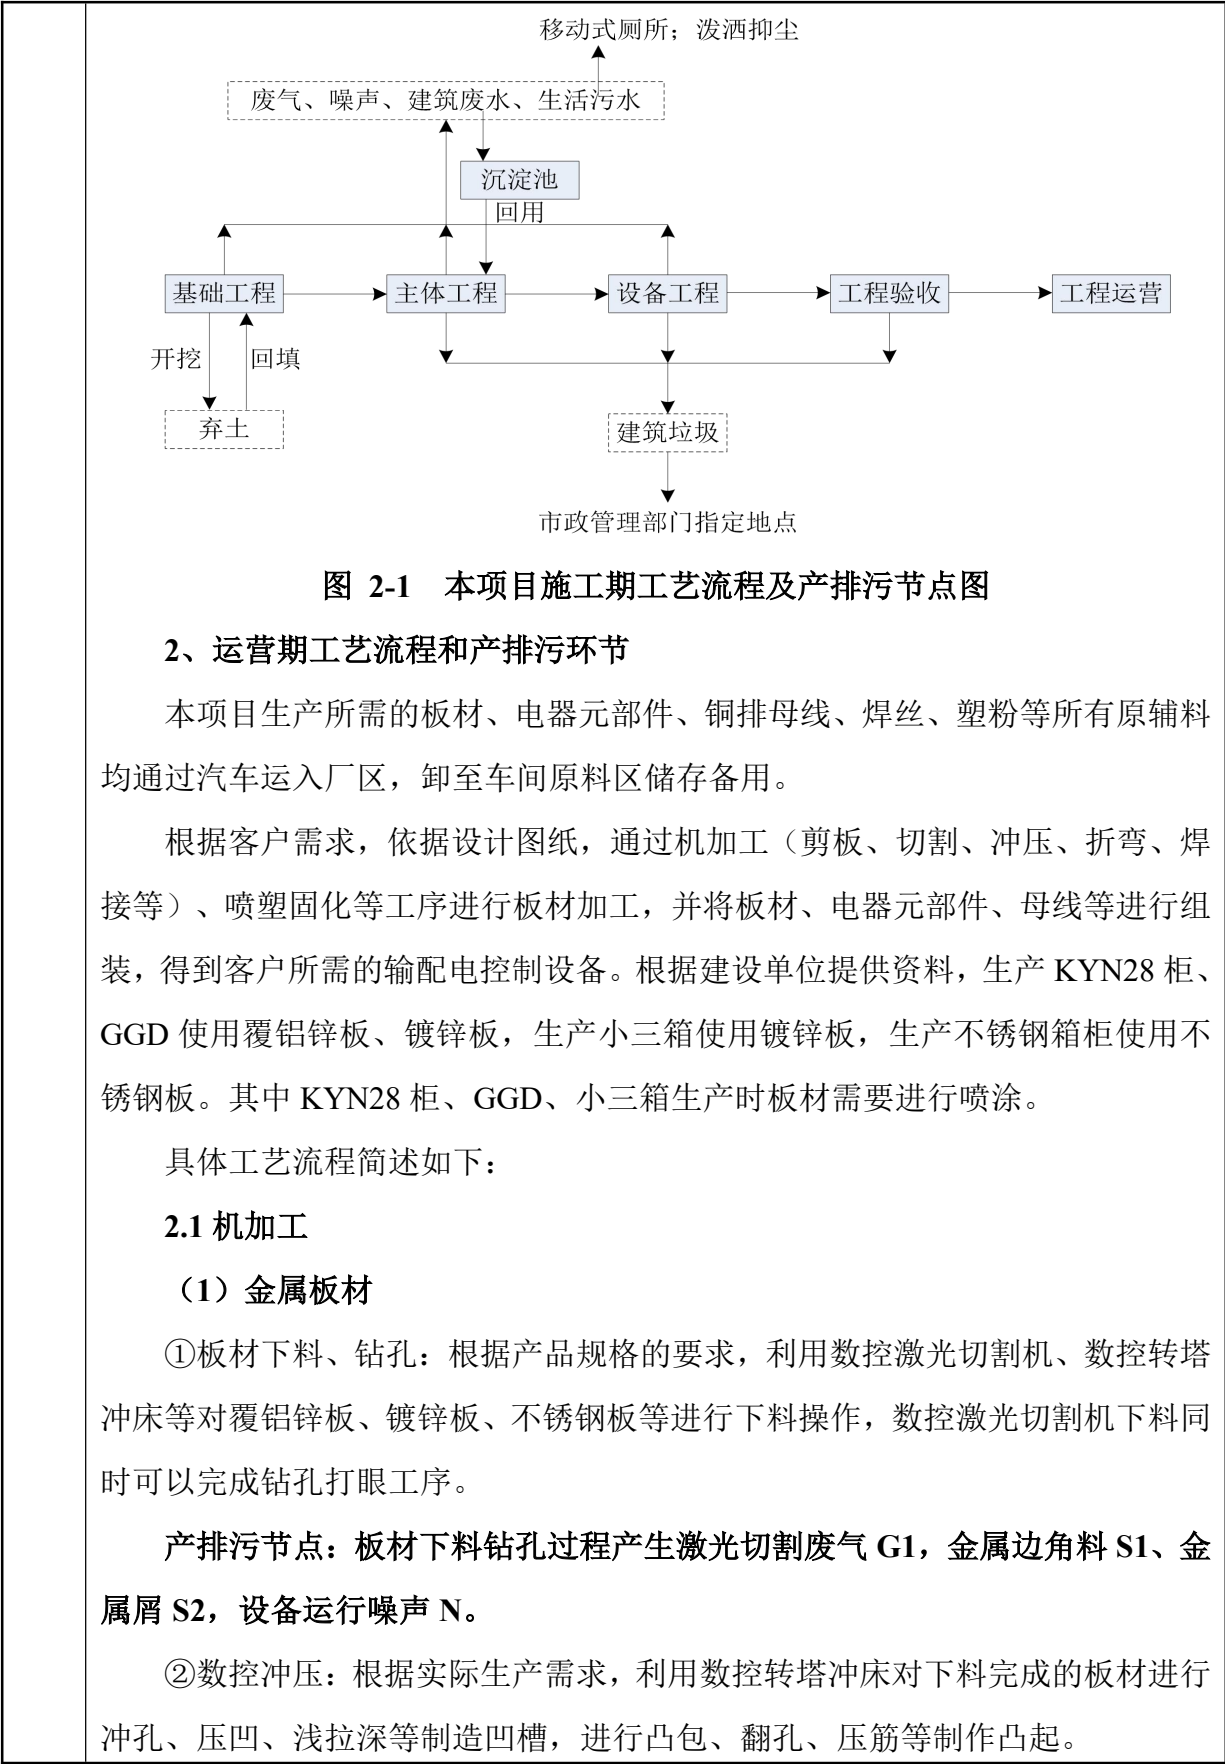 移动式厕所；泼洒抑尘
废气、噪声、建筑废水、生活污水
沉淀池
回用
基础工程
主体工程
设备工程
工程验收
工程运营
开挖
回填
弃土
建筑垃圾
市政管理部门指定地点
图 2-1 本项目施工期工艺流程及产排污节点图
2、运营期工艺流程和产排污环节
本项目生产所需的板材、电器元部件、铜排母线、焊丝、塑粉等所有原辅料
均通过汽车运入厂区，卸至车间原料区储存备用。
根据客户需求，依据设计图纸，通过机加工（剪板、切割、冲压、折弯、焊
接等）、喷塑固化等工序进行板材加工，并将板材、电器元部件、母线等进行组
装，得到客户所需的输配电控制设备。根据建设单位提供资料，生产 KYN28 柜、
GGD 使用覆铝锌板、镀锌板，生产小三箱使用镀锌板，生产不锈钢箱柜使用不
锈钢板。其中 KYN28 柜、GGD、小三箱生产时板材需要进行喷涂。
具体工艺流程简述如下：
2.1 机加工
（1）金属板材
①板材下料、钻孔：根据产品规格的要求，利用数控激光切割机、数控转塔
冲床等对覆铝锌板、镀锌板、不锈钢板等进行下料操作，数控激光切割机下料同
时可以完成钻孔打眼工序。
产排污节点：板材下料钻孔过程产生激光切割废气 G1，金属边角料 S1、金
属屑 S2，设备运行噪声 N。
②数控冲压：根据实际生产需求，利用数控转塔冲床对下料完成的板材进行
冲孔、压凹、浅拉深等制造凹槽，进行凸包、翻孔、压筋等制作凸起。